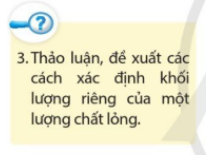 ?
3. Thảo luận, đề xuất các
cách xác định khối
lượng riêng của một
lượng chất lỏng.